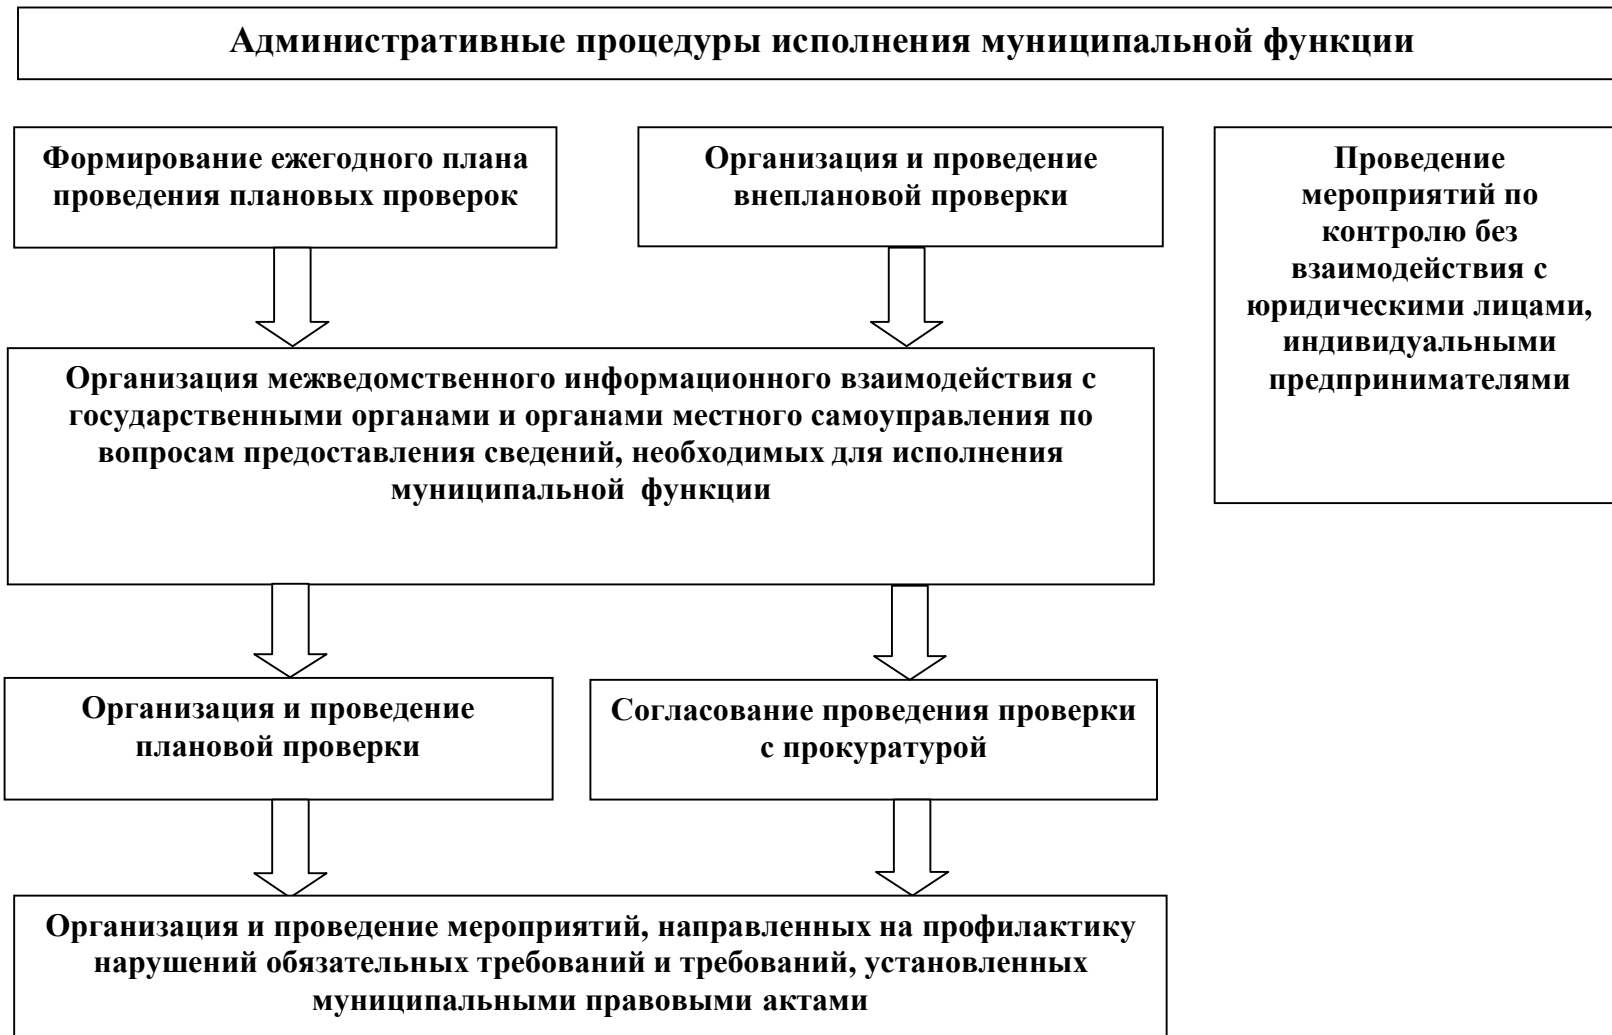 Административные процедуры исполнения муниципальной функции
Формирование ежегодного плана
проведения плановых проверок
Организация и проведение
внеплановой проверки
Проведение
мероприятий по
контролю без
взаимодействия с
юридическими лицами,
индивидуальными
предпринимателями
Организация межведомственного информационного взаимодействия с
государственными органами и органами местного самоуправления по
вопросам предоставления сведений, необходимых для исполнения
муниципальной функции
Организация и проведение
плановой проверки
Согласование проведения проверки
с прокуратурой
Организация и проведение мероприятий, направленных на профилактику
нарушений обязательных требований и требований, установленных
муниципальными правовыми актами